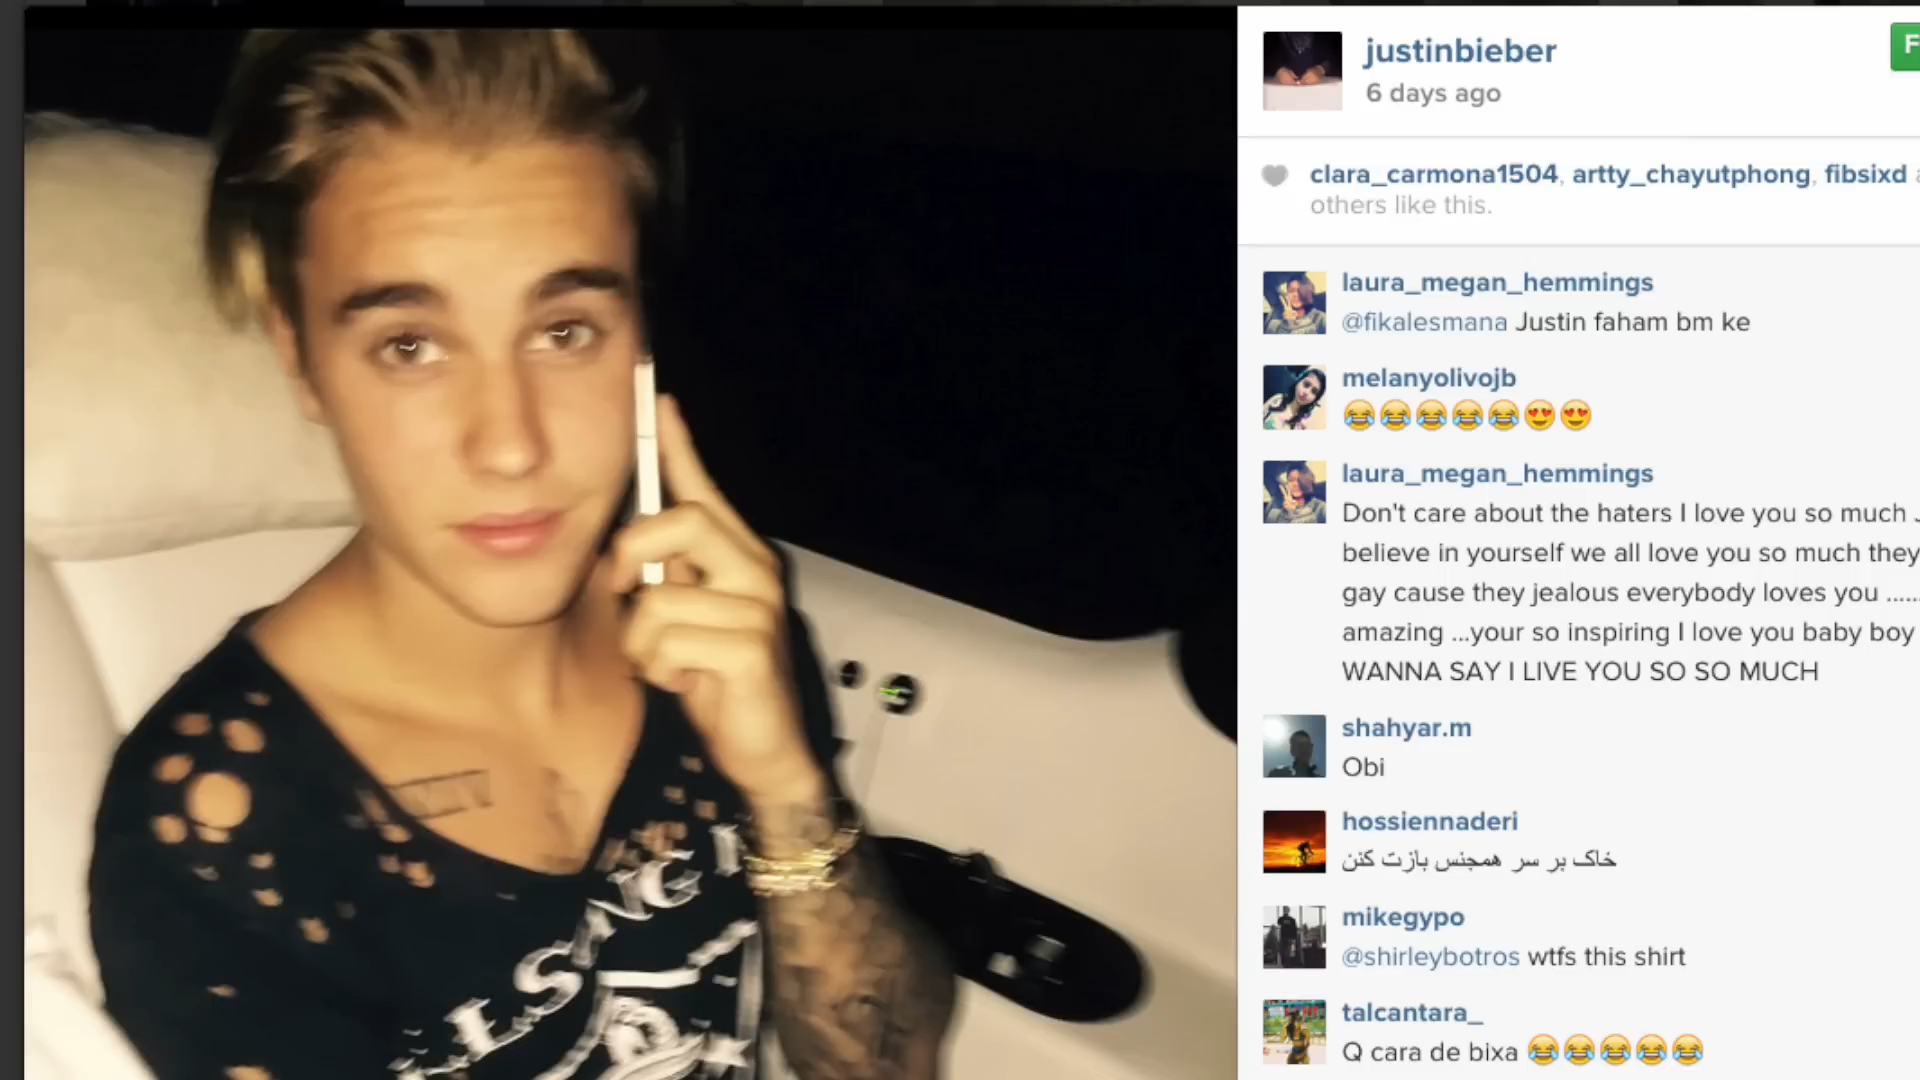 justinbieber
6 days ago
clara_carmona1504, artty_chayutphong, fibsixd
others like this.
laura_megan_hemmings
@fikalesmana Justin faham bm ke
melanyolivojb
😂😂😂😂😂😍😍
laura_megan_hemmings
Don't care about the haters I love you so much
believe in yourself we all love you so much they
gay cause they jealous everybody loves you ......
amazing ...your so inspiring I love you baby boy
WANNA SAY I LIVE YOU SO SO MUCH
shahyar.m
Obi
hossiennaderi
خاک بر سر همجنس بازت کنن
mikegypo
@shirleybotros wtfs this shirt
talcantara_
Q cara de bixa 😂😂😂😂😂